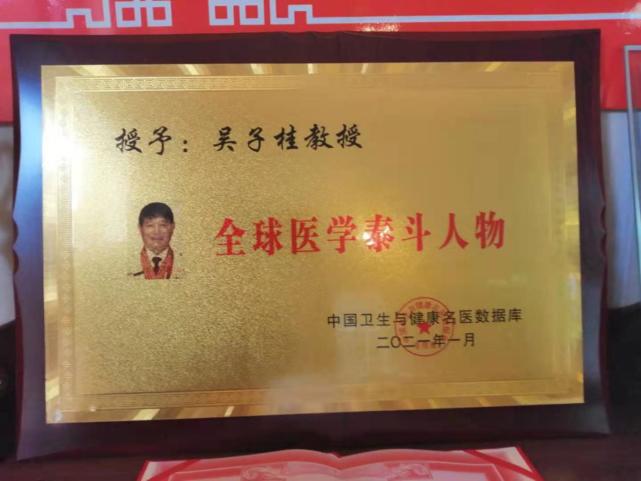 授予：吴子桂教授
全球医学泰斗人物
中国卫生与健康名医数据库
二〇二一年一月